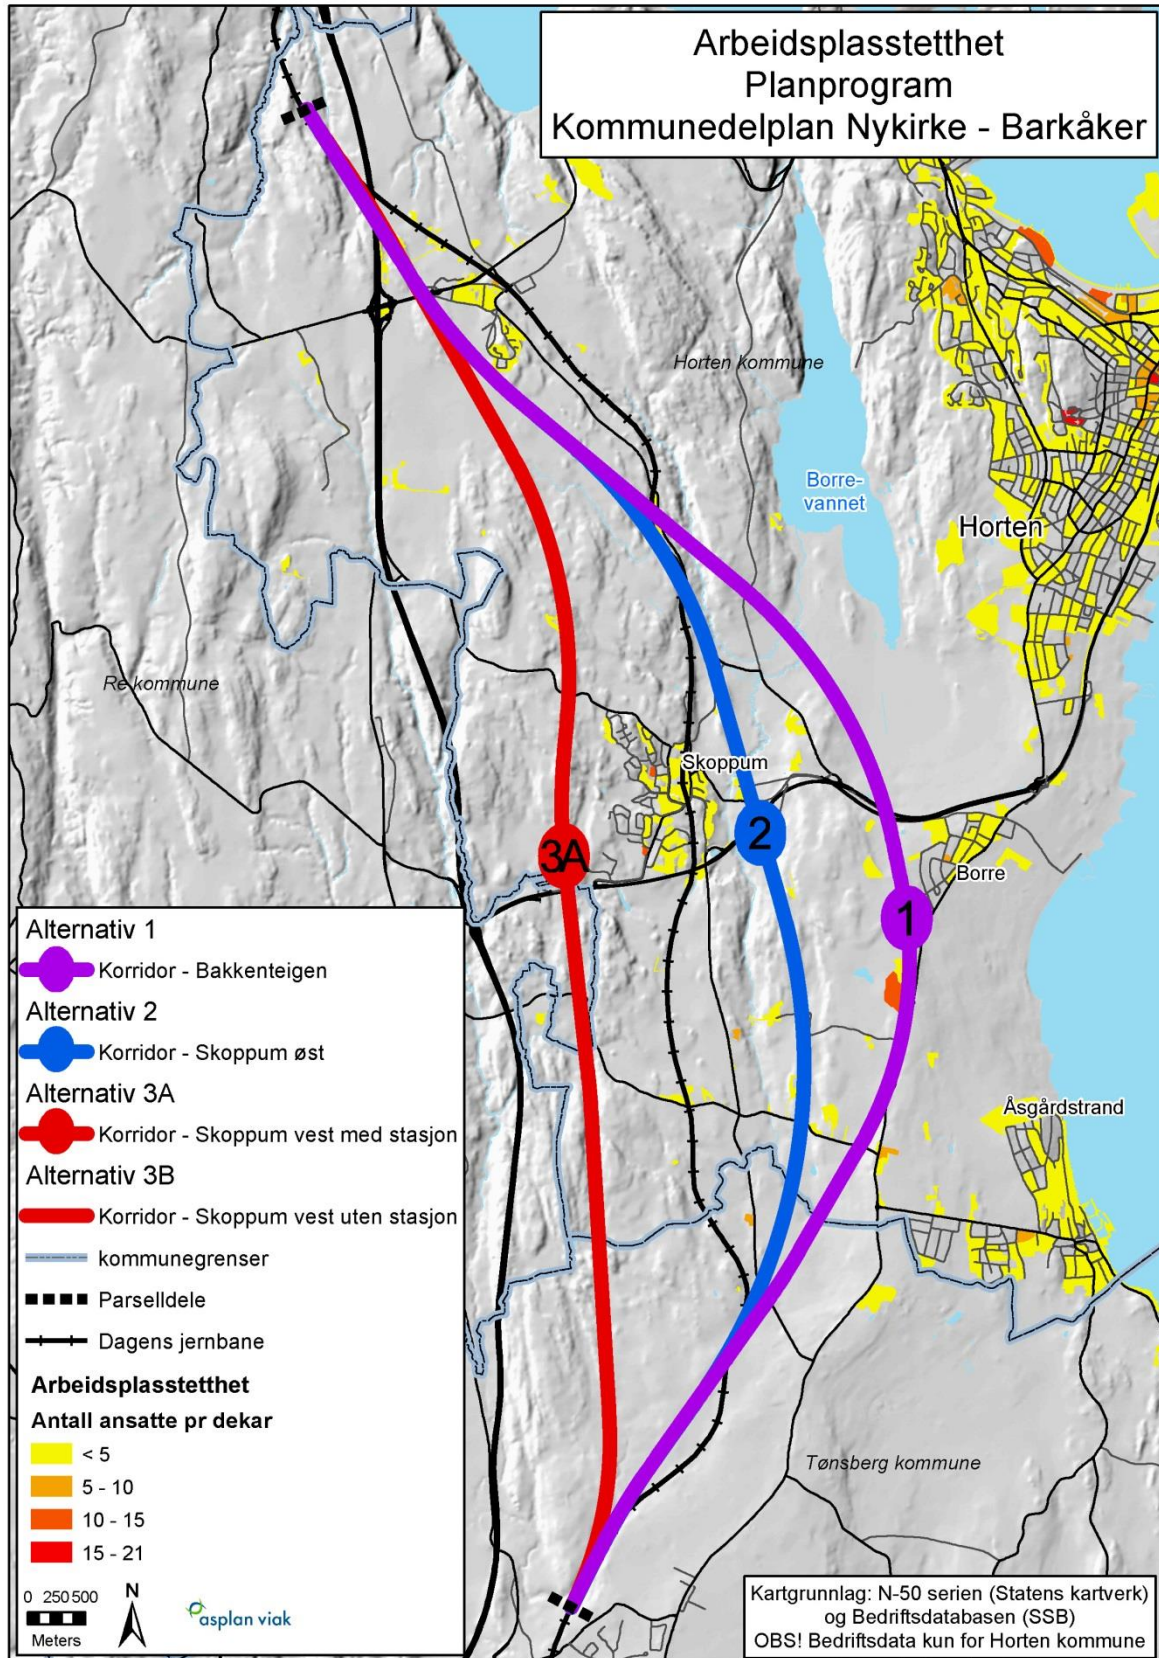 Arbeidsplasstetthet
Planprogram
Kommunedelplan Nykirke - Barkåker
Horten kommune
Borre-
vannet
Horten
Re kommune
Skoppum
2
3A
Borre
1
Åsgårdstrand
Tønsberg kommune
Alternativ 1
Korridor - Bakkenteigen
Alternativ 2
Korridor - Skoppum øst
Alternativ 3A
Korridor - Skoppum vest med stasjon
Alternativ 3B
Korridor - Skoppum vest uten stasjon
kommunegrenser
Parselldele
Dagens jernbane
Arbeidsplasstetthet
Antall ansatte pr dekar
< 5
5 - 10
10 - 15
15 - 21
0 250 500
Meters
N
asplan viak
Kartgrunnlag: N-50 serien (Statens kartverk)
og Bedriftsdatabasen (SSB)
OBS! Bedriftsdata kun for Horten kommune